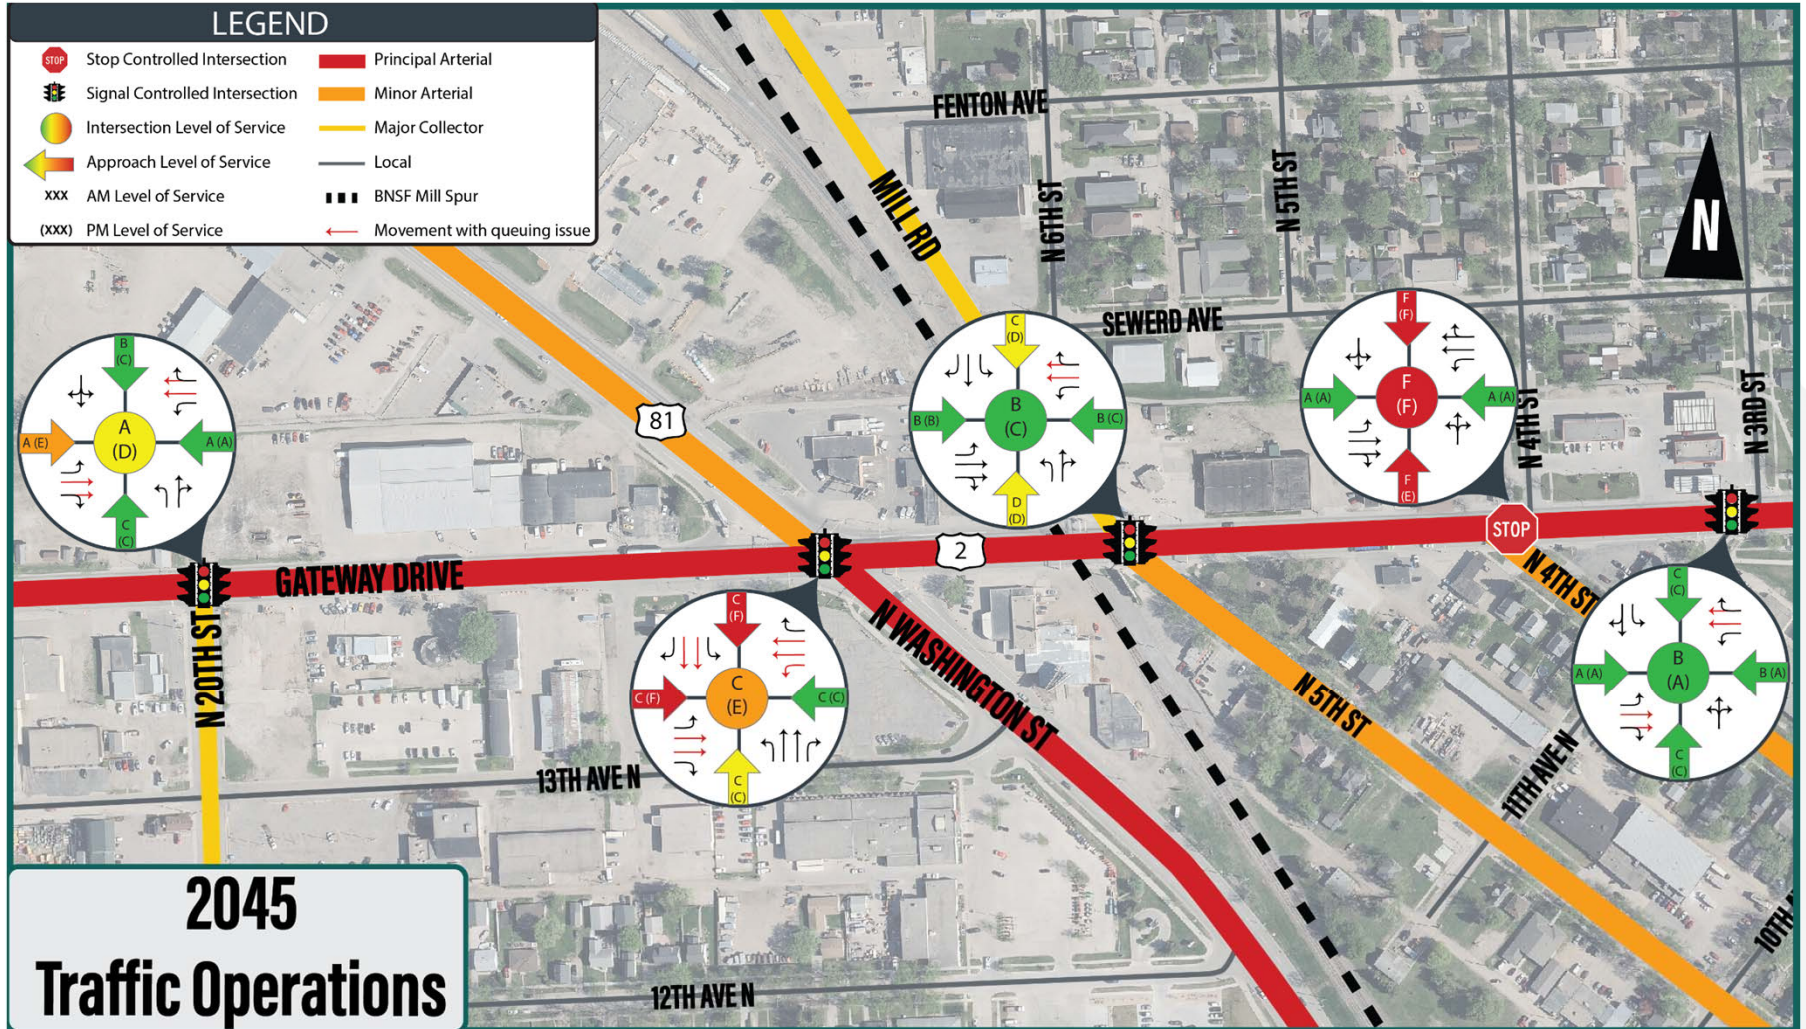 LEGEND
STOP
Stop Controlled Intersection
Signal Controlled Intersection
Intersection Level of Service
Approach Level of Service
XXX
AM Level of Service
(XXX)
PM Level of Service
Principal Arterial
Minor Arterial
Major Collector
Local
BNSF Mill Spur
Movement with queuing issue
FENTON AVE
MILL RD
N 6TH ST
N 5TH ST
N
SEWERD AVE
N 4TH ST
N 3RD ST
81
B
(C)
A (E)
A
(D)
A (A)
C
(C)
C
(D)
B (B)
B
(C)
B (C)
D
(D)
F
(F)
A (A)
F
(F)
A (A)
F
(E)
STOP
2
GATEWAY DRIVE
N 20TH ST
N WASHINGTON ST
N 4TH ST
N 5TH ST
C
(F)
C (F)
C
(E)
C (C)
C
(C)
C
(C)
A (A)
B
(A)
B (A)
C
(C)
13TH AVE N
11TH AVE N
12TH AVE N
2045
Traffic Operations